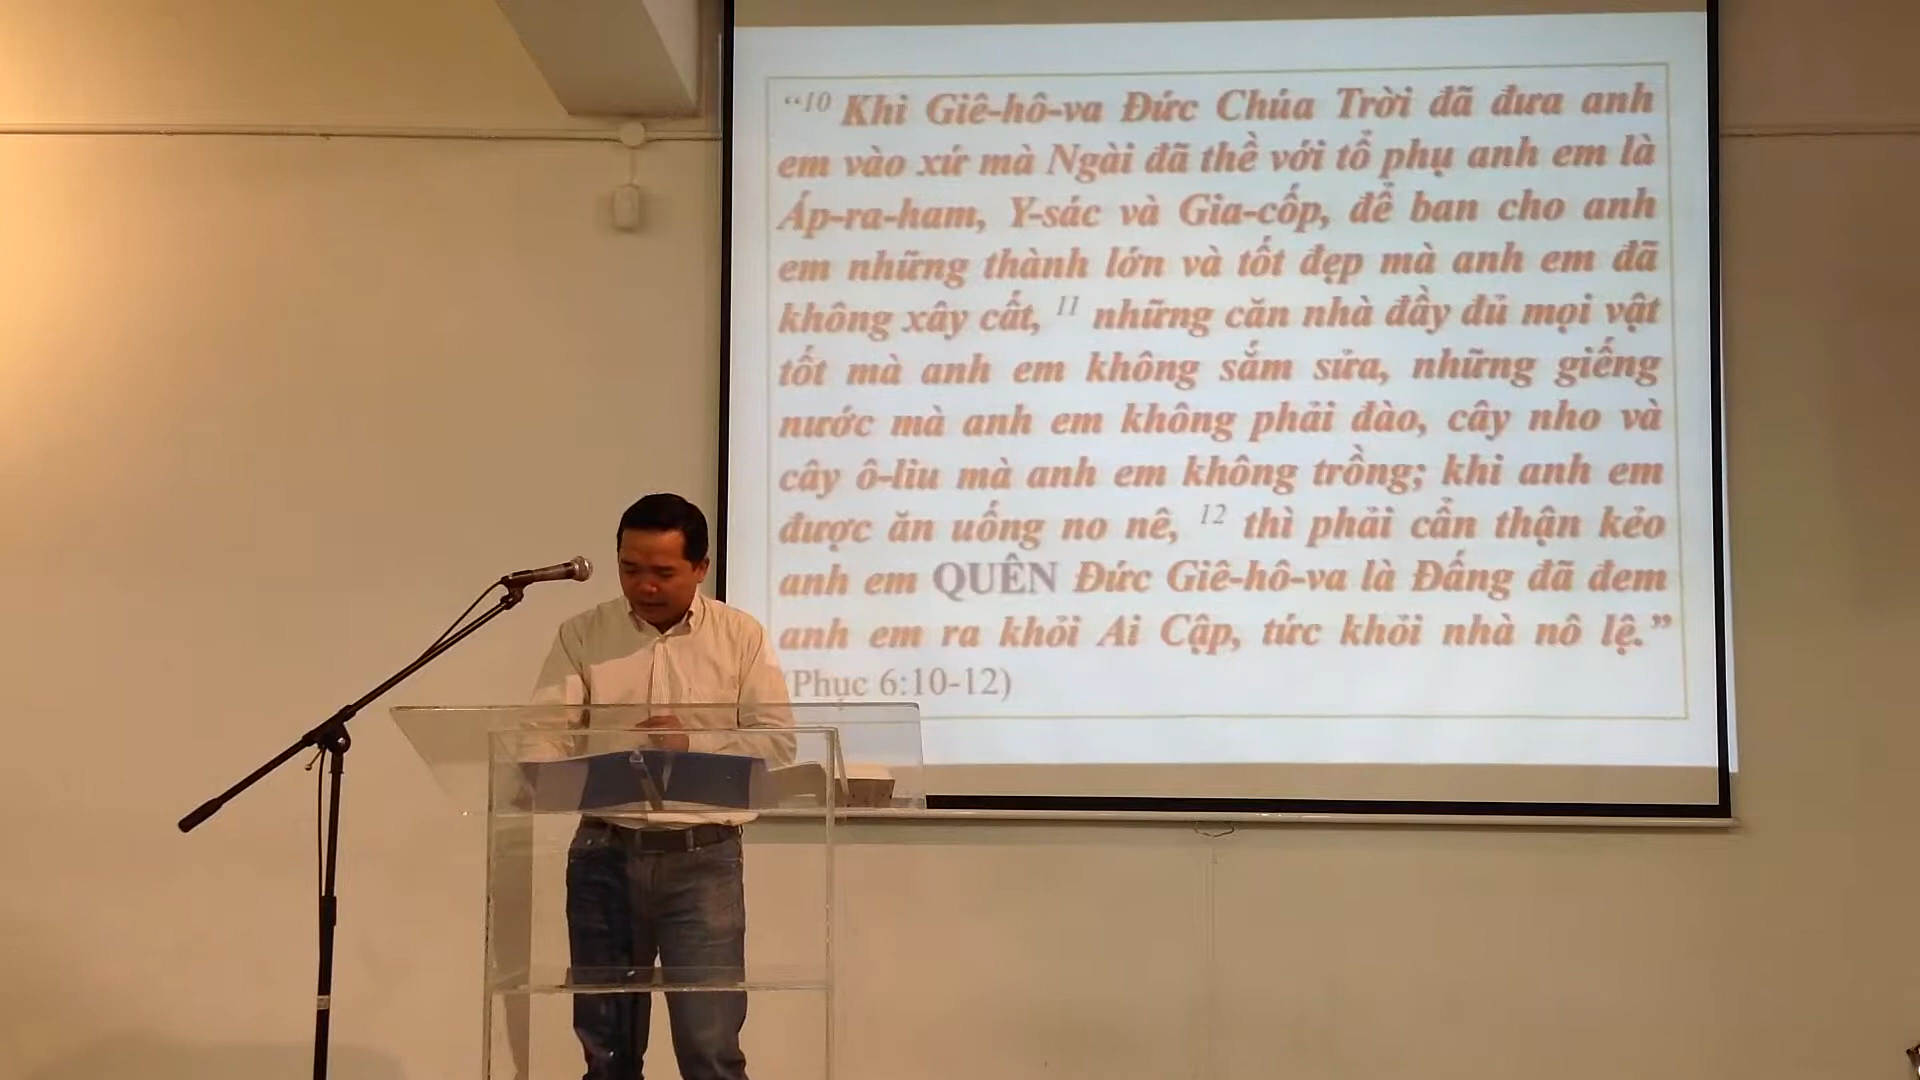 “10 Khi Giê-hô-va Đức Chúa Trời đã đưa anh
em vào xứ mà Ngài đã thề với tổ phụ anh em là
Áp-ra-ham, Y-sác và Gia-cốp, để ban cho anh
em những thành lớn và tốt đẹp mà anh em đã
không xây cất, 11 những căn nhà đầy đủ mọi vật
tốt mà anh em không sắm sửa, những giếng
nước mà anh em không phải đào, cây nho và
cây ô-liu mà anh em không trồng; khi anh em
được ăn uống no nê, 12 thì phải cẩn thận kẻo
anh em QUÊN Đức Giê-hô-va là Đấng đã đem
anh em ra khỏi Ai Cập, tức khỏi nhà nô lệ.”
(Phục 6:10-12)